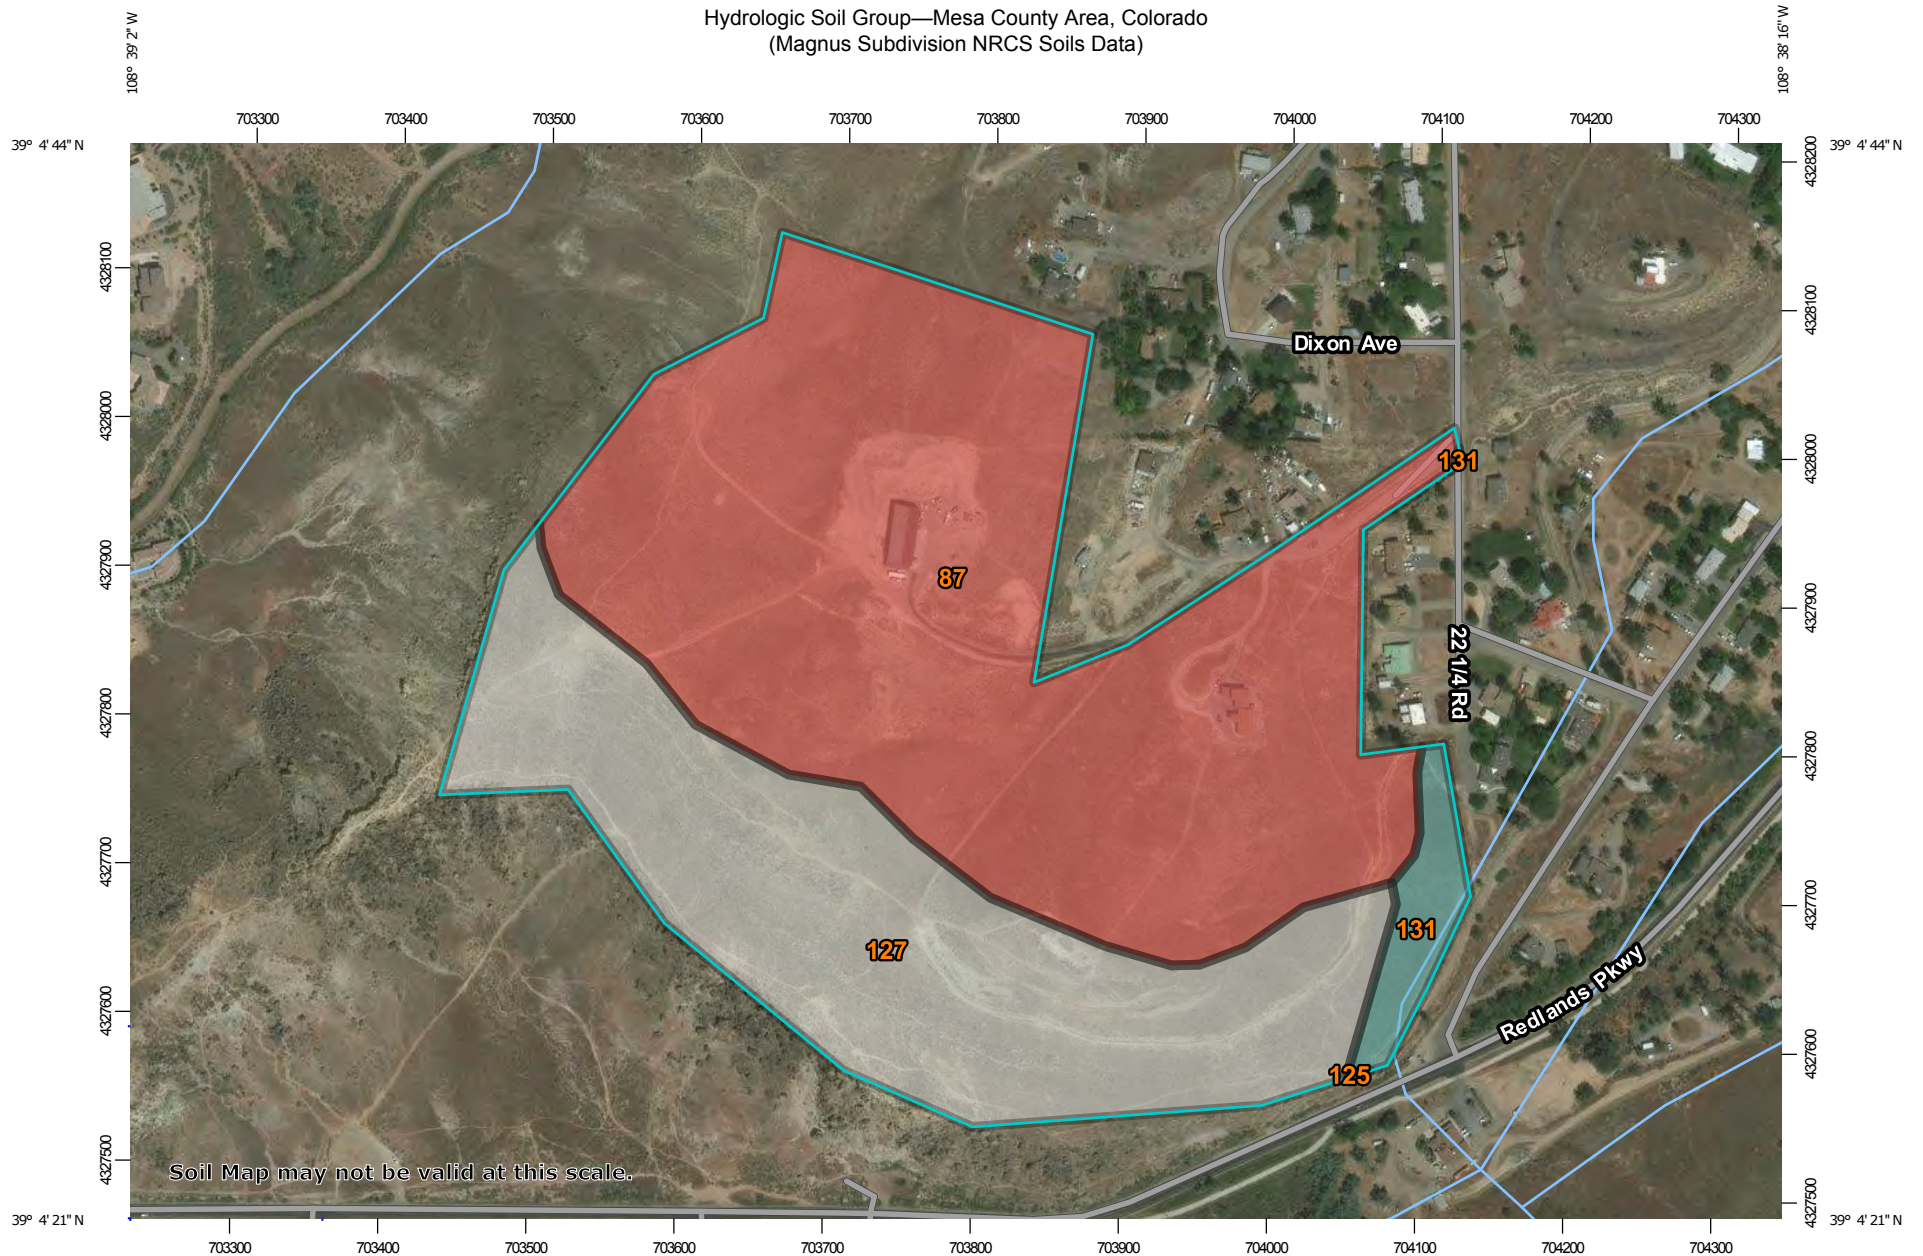 Hydrologic Soil Group—Mesa County Area, Colorado
(Magnus Subdivision NRCS Soils Data)
108° 39' 2'' W
108° 38' 16'' W
703300 703400 703500 703600 703700 703800 703900 704000 704100 704200 704300
39° 4' 44'' N
39° 4' 44'' N
4328200
4328100
4328100
Dixon Ave
4328000
4328000
131
4327900
4327900
87
22 1/4 Rd
4327800
4327800
4327700
4327700
131
127
Redlands Pkwy
4327600
4327600
125
4327500
4327500
Soil Map may not be valid at this scale.
39° 4' 21'' N
39° 4' 21'' N
703300 703400 703500 703600 703700 703800 703900 704000 704100 704200 704300